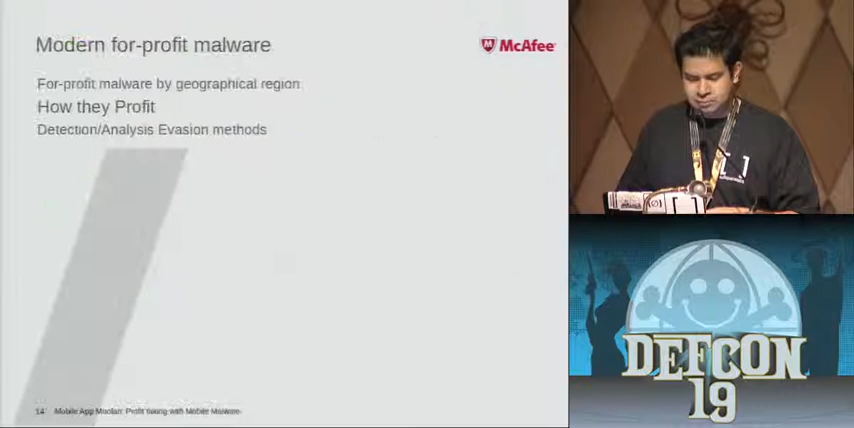 Modern for-profit malware
McAfee
For-profit malware by geographical region
How they Profit
Detection/Analysis Evasion methods
14 Mobile App Moolah: Profit taking with Mobile Malware
DEFCON
19